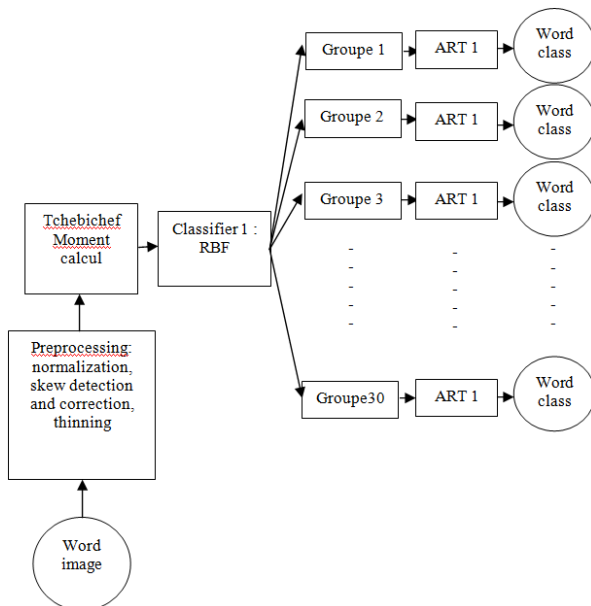 Groupe 1
ART 1
Word
class
Groupe 2
ART 1
Word
class
Groupe 3
ART 1
Word
class
Tchebichef
Moment
calcul
Classifier 1 :
RBF
Preprocessing:
normalization,
skew detection
and correction,
thinning
Groupe30
ART 1
Word
class
Word
image